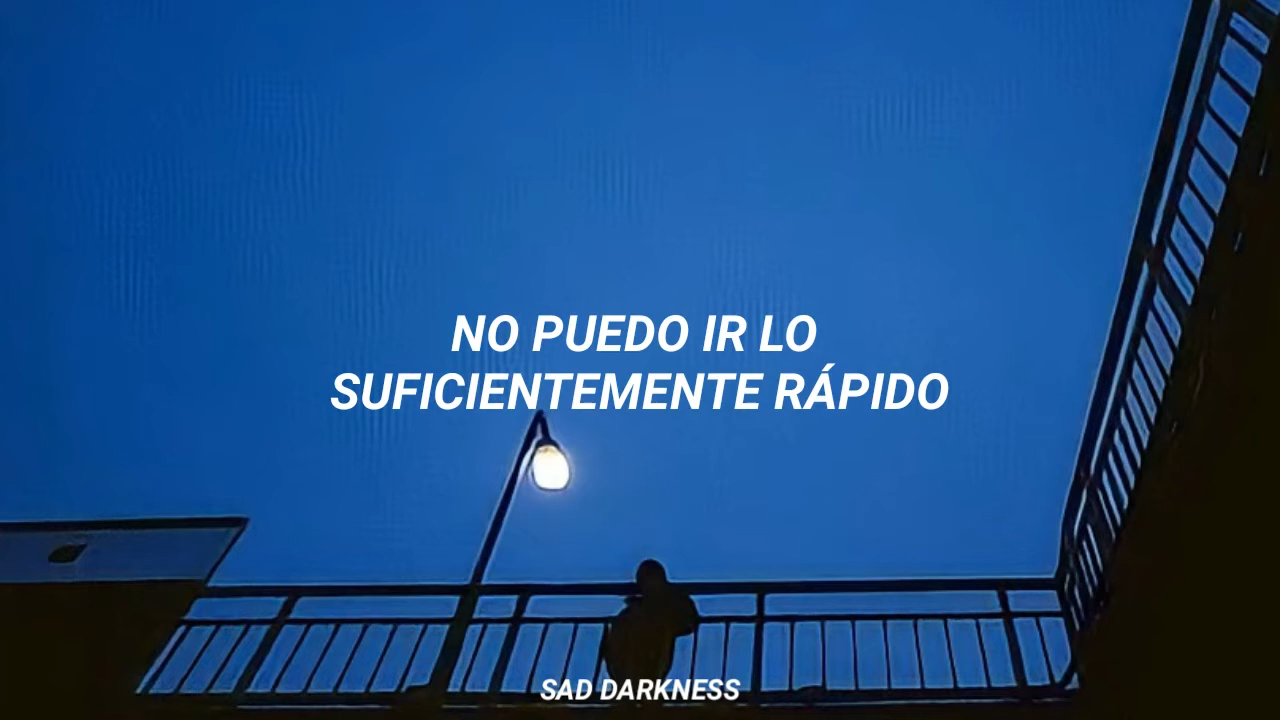 NO PUEDO IR LO
SUFICIENTEMENTE RÁPIDO
SAD DARKNESS